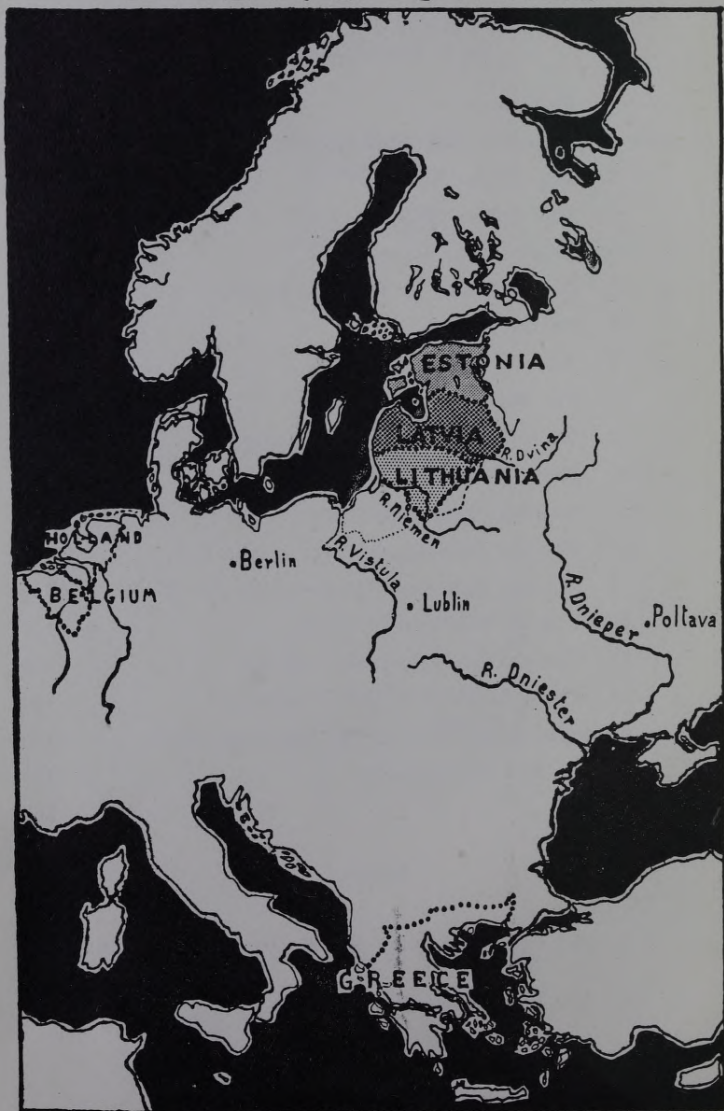 ESTONIA
LATVIA
R. Dvina
LITHUANIA
R. Niemen
HOLLAND
.Berlin
R. Vistula
BELGIUM
.Lublin
R. Dnieper
.Poltava
R. Dniester
GREECE